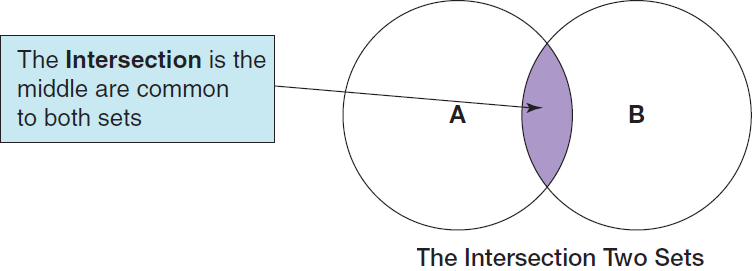 The Intersection is the
middle are common
to both sets
A
B
The Intersection Two Sets